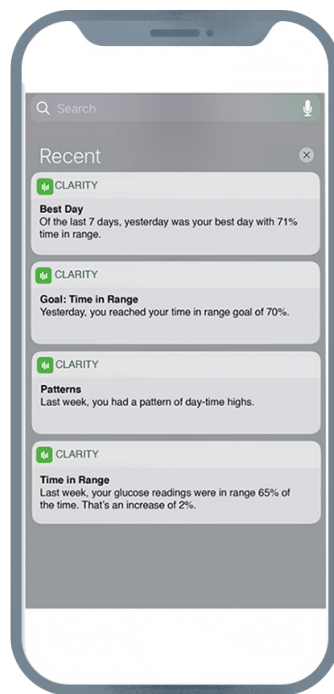 Search
Recent
CLARITY
Best Day
Of the last 7 days, yesterday was your best day with 71%
time in range.
CLARITY
Goal: Time in Range
Yesterday, you reached your time in range goal of 70%.
CLARITY
Patterns
Last week, you had a pattern of day-time highs.
CLARITY
Time in Range
Last week, your glucose readings were in range 65% of
the time. That's an increase of 2%.